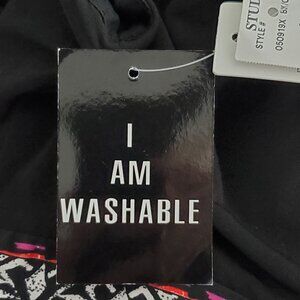 I
AM
WASHABLE
STYLE #
050919X